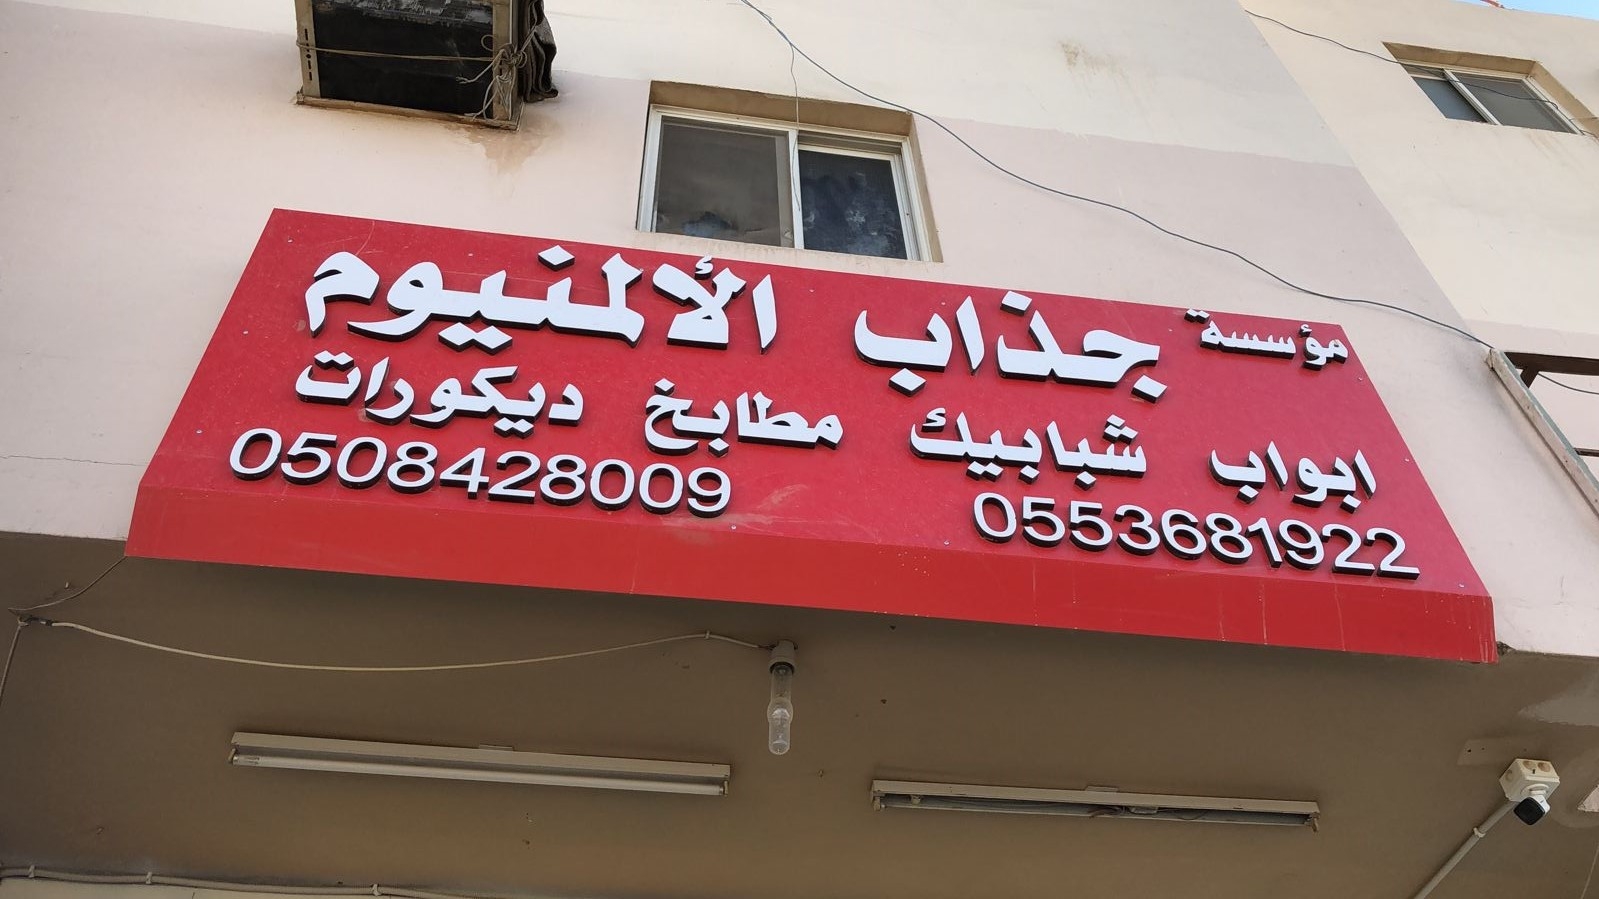 مؤسسة جذاب الألمنيوم
ابواب شبابيك مطابخ ديكورات
0553681922 0508428009